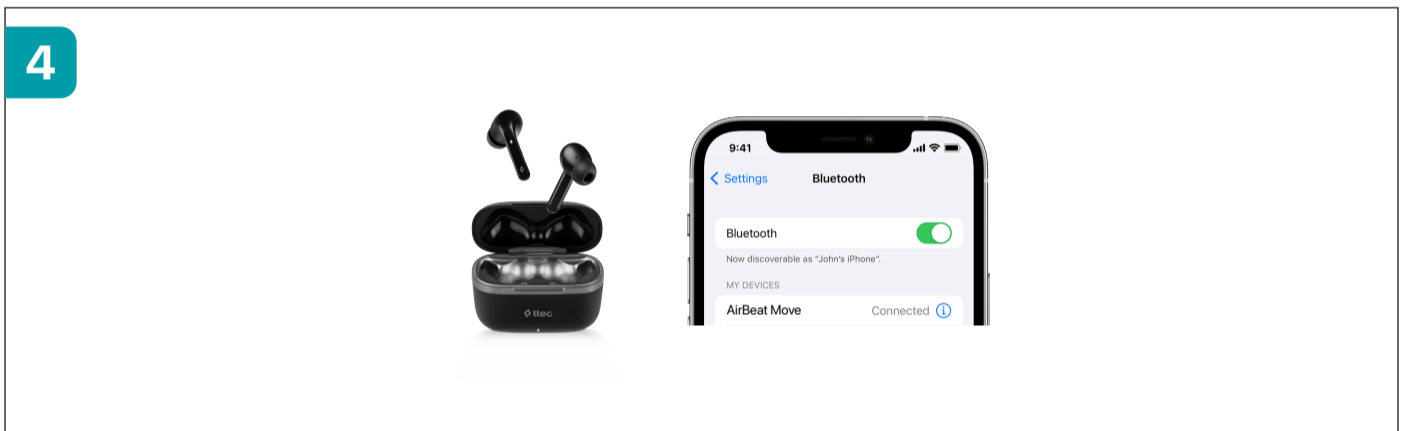 4
9:41
Settings
Bluetooth
Bluetooth
Now discoverable as “John's iPhone”.
MY DEVICES
AirBeat Move
Connected
ttec